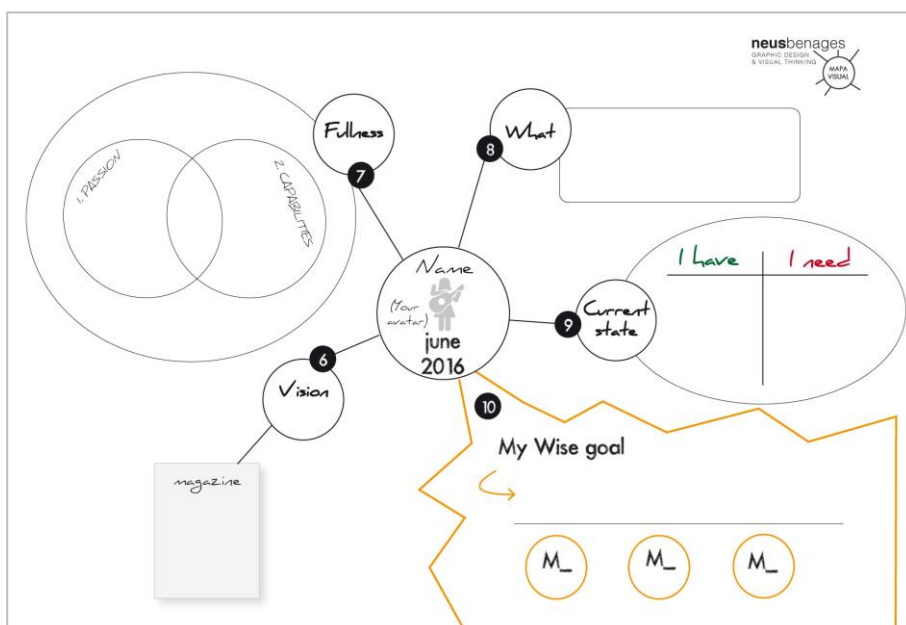 neusbenages
GRAPHIC DESIGN
& VISUAL THINKING
MAPA
VISUAL
Fullness
7
1. PASSION
2. CAPABILITIES
8
What
I have
I need
Name
(Your
avatar)
june
2016
9
Current
state
6
Vision
magazine
10
My Wise goal
M_
M_
M_